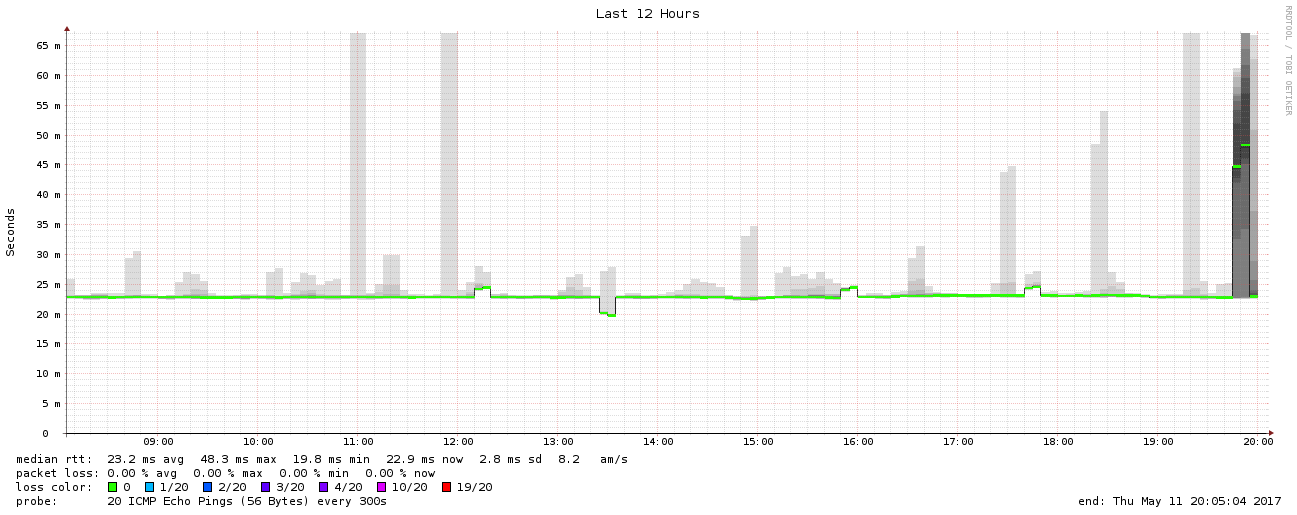 Last 12 Hours
RRDTOOL / TOBI OETIKER
Seconds
65 m
60 m
55 m
50 m
45 m
40 m
35 m
30 m
25 m
20 m
15 m
10 m
5 m
0
09:00 10:00 11:00 12:00 13:00 14:00 15:00 16:00 17:00 18:00 19:00 20:00
median rtt: 23.2 ms avg 48.3 ms max 19.8 ms min 22.9 ms now 2.8 ms sd 8.2 am/s
packet loss: 0.00 % avg 0.00 % max 0.00 % min 0.00 % now
loss color: 0 1/20 2/20 3/20 4/20 10/20 19/20
probe: 20 ICMP Echo Pings (56 Bytes) every 300s end: Thu May 11 20:05:04 2017